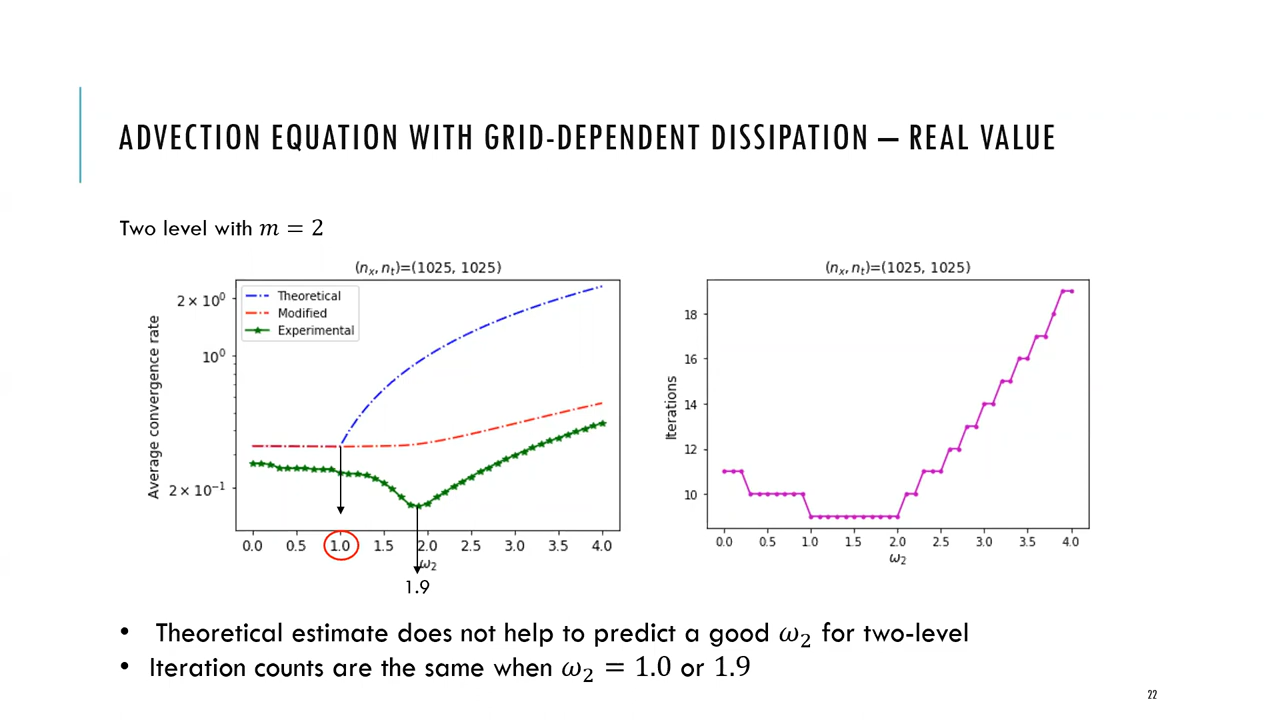 ADVECTION EQUATION WITH GRID-DEPENDENT DISSIPATION – REAL VALUE
Two level with m = 2
(nₓ, nₜ)=(1025, 1025)
Theoretical
Modified
Experimental
Average convergence rate
2 × 10⁰
10⁰
2 × 10⁻¹
0.0 0.5 1.0 1.5 2.0 2.5 3.0 3.5 4.0
ω₂
1.9
(nₓ, nₜ)=(1025, 1025)
Iterations
18
16
14
12
10
0.0 0.5 1.0 1.5 2.0 2.5 3.0 3.5 4.0
ω₂
• Theoretical estimate does not help to predict a good ω₂ for two-level
• Iteration counts are the same when ω₂ = 1.0 or 1.9
22